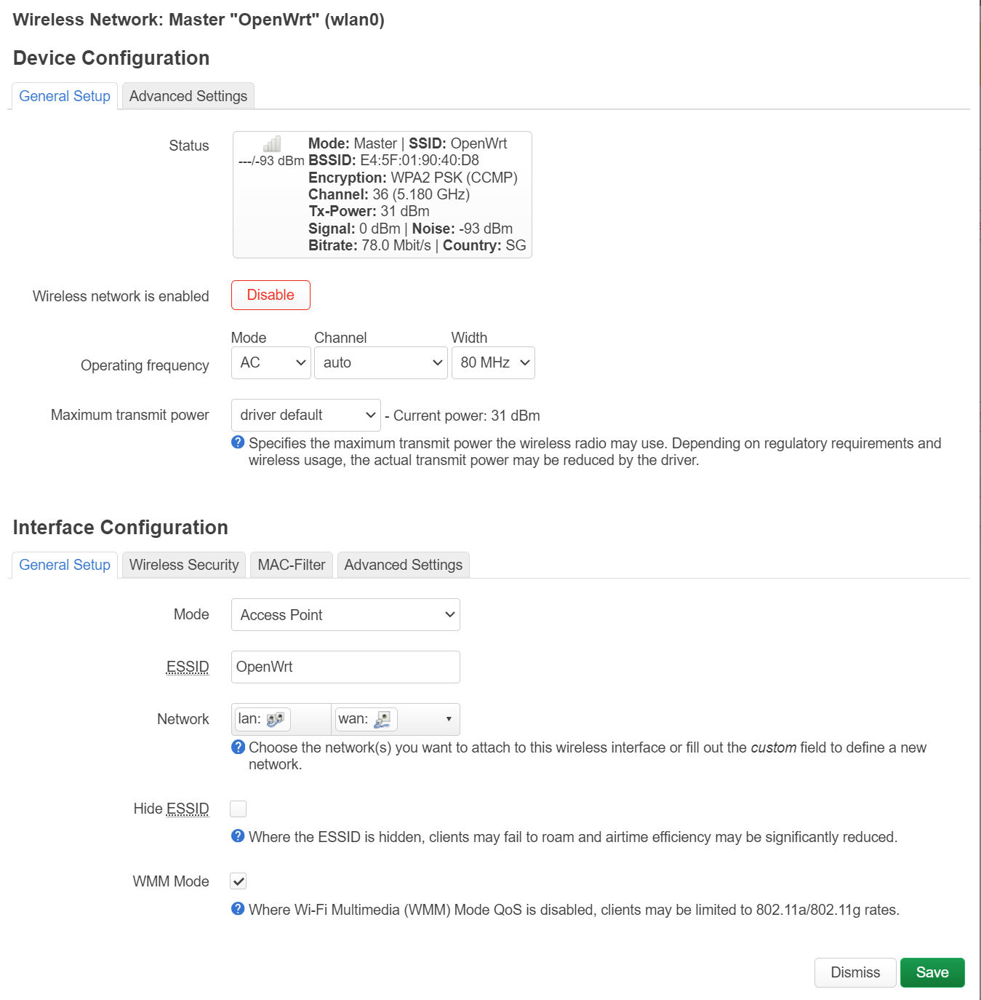 Wireless Network: Master "OpenWrt" (wlan0)
Device Configuration
General Setup
Advanced Settings
Status
---/-93 dBm
Mode: Master | SSID: OpenWrt
BSSID: E4:5F:01:90:40:D8
Encryption: WPA2 PSK (CCMP)
Channel: 36 (5.180 GHz)
Tx-Power: 31 dBm
Signal: 0 dBm | Noise: -93 dBm
Bitrate: 78.0 Mbit/s | Country: SG
Wireless network is enabled
Disable
Mode
Channel
Width
Operating frequency
AC
auto
80 MHz
Maximum transmit power
driver default
- Current power: 31 dBm
Specifies the maximum transmit power the wireless radio may use. Depending on regulatory requirements and
wireless usage, the actual transmit power may be reduced by the driver.
Interface Configuration
General Setup
Wireless Security
MAC-Filter
Advanced Settings
Mode
Access Point
ESSID
OpenWrt
Network
lan:
wan:
Choose the network(s) you want to attach to this wireless interface or fill out the custom field to define a new
network.
Hide ESSID
Where the ESSID is hidden, clients may fail to roam and airtime efficiency may be significantly reduced.
WMM Mode
Where Wi-Fi Multimedia (WMM) Mode QoS is disabled, clients may be limited to 802.11a/802.11g rates.
Dismiss
Save